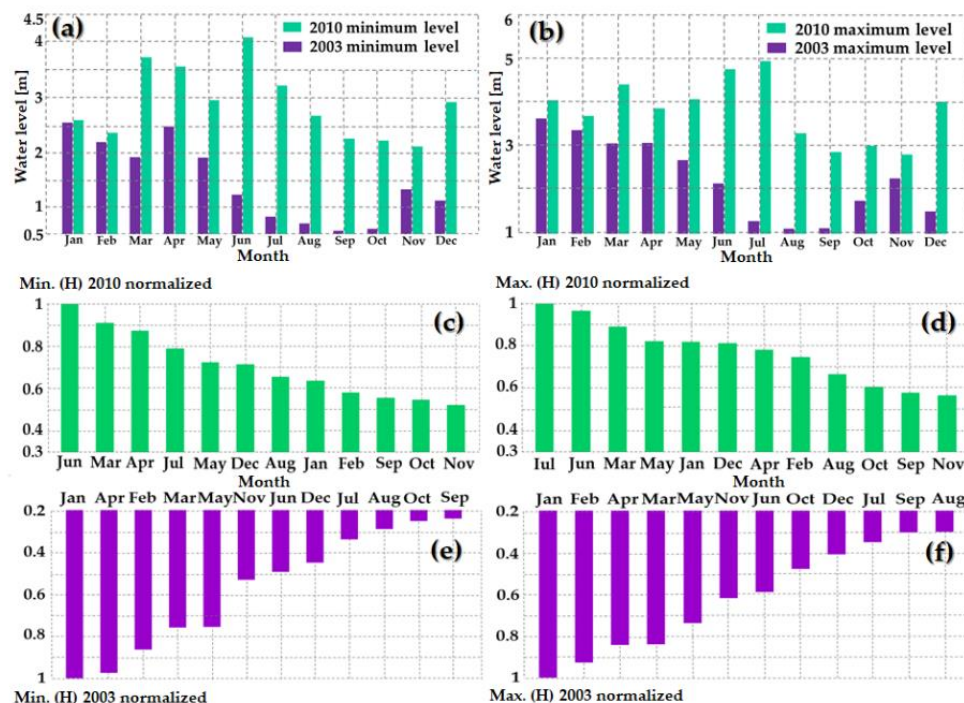 (a)
2010 minimum level
2003 minimum level
Water level [m]
4.5
4
3
2
1
0.5
Jan Feb Mar Apr May Jun Jul Aug Sep Oct Nov Dec
Month
(b)
2010 maximum level
2003 maximum level
Water level [m]
6
5
3
1
Jan Feb Mar Apr May Jun Jul Aug Sep Oct Nov Dec
Month
Min. (H) 2010 normalized
(c)
1
0.8
0.6
0.4
0.3
Jun Mar Apr Jul May Dec Aug Jan Feb Sep Oct Nov
Month
Max. (H) 2010 normalized
(d)
1
0.8
0.6
0.4
0.3
Iul Jun Mar May Jan Dec Apr Feb Aug Oct Sep Nov
Month
Jan Apr Feb Mar May Nov Jun Dec Jul Aug Oct Sep
0.2
0.4
0.6
0.8
1
(e)
Min. (H) 2003 normalized
Jan Feb Apr Mar May Nov Jun Oct Dec Jul Sep Aug
0.2
0.4
0.6
0.8
1
(f)
Max. (H) 2003 normalized